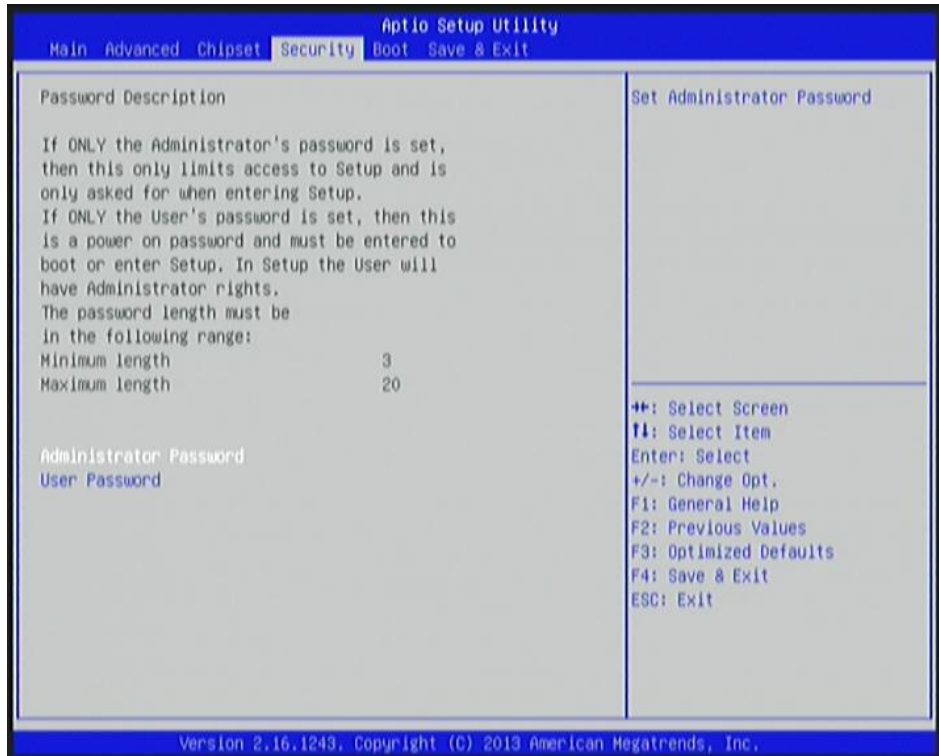 Aptio Setup Utility
Main Advanced Chipset Security Boot Save & Exit
Password Description
If ONLY the Administrator's password is set,
then this only limits access to Setup and is
only asked for when entering Setup.
If ONLY the User's password is set, then this
is a power on password and must be entered to
boot or enter Setup. In Setup the User will
have Administrator rights.
The password length must be
in the following range:
Minimum length 3
Maximum length 20
Administrator Password
User Password
Set Administrator Password
→←: Select Screen
↑↓: Select Item
Enter: Select
+/-: Change Opt.
F1: General Help
F2: Previous Values
F3: Optimized Defaults
F4: Save & Exit
ESC: Exit
Version 2.16.1243. Copyright (C) 2013 American Megatrends, Inc.